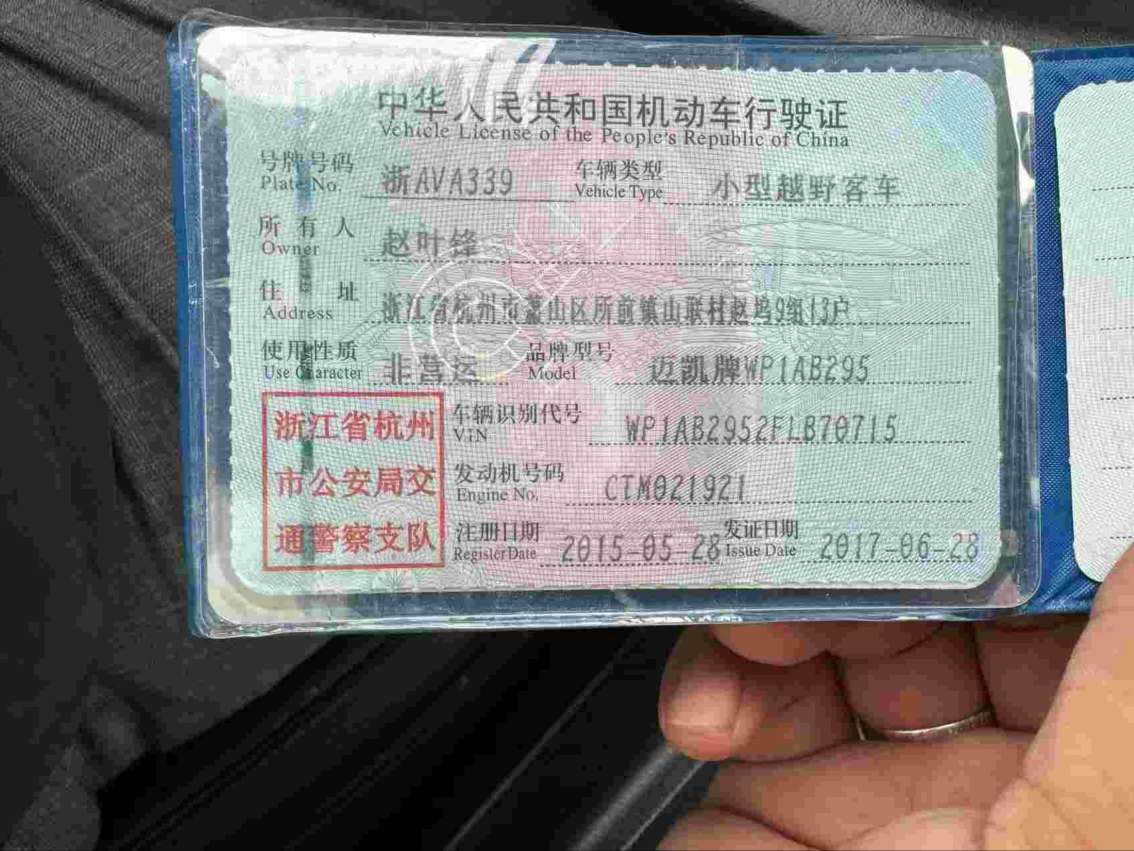 中华人民共和国机动车行驶证
Vehicle License of the People's Republic of China
号牌号码 浙AVA339 车辆类型 小型越野客车
Plate No. Vehicle Type
所有人 赵叶锋
Owner
住址 浙江省杭州市萧山区所前镇山联村赵坞9组13户
Address
使用性质 非营运 品牌型号 迈凯牌WP1AB295
Use Character Model
浙江省杭州
市公安局交
通警察支队
车辆识别代号 WP1AB2952FLB70715
VIN
发动机号码 CTM021921
Engine No.
注册日期 2015-05-28 发证日期 2017-06-28
Register Date Issue Date